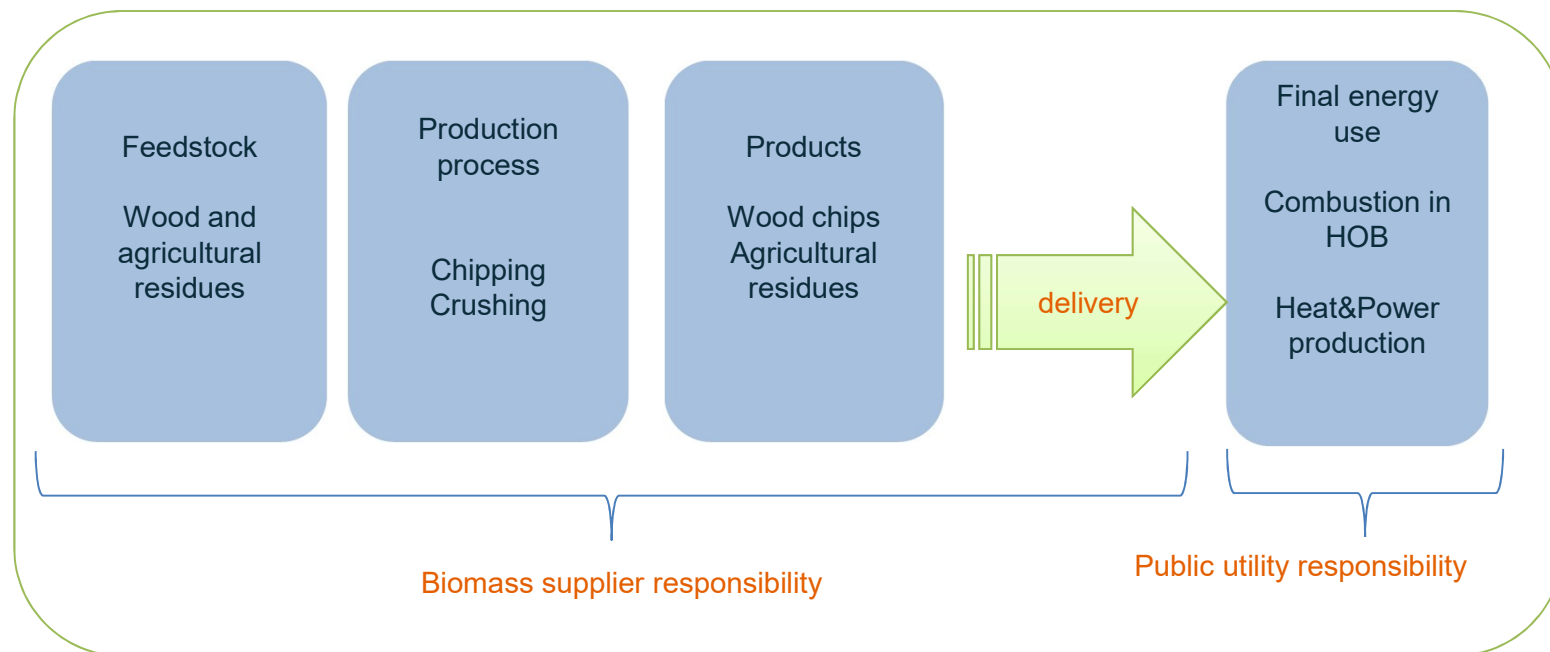 Feedstock
Wood and
agricultural
residues
Production
process
Chipping
Crushing
Products
Wood chips
Agricultural
residues
delivery
Final energy
use
Combustion in
HOB
Heat&Power
production
Biomass supplier responsibility
Public utility responsibility